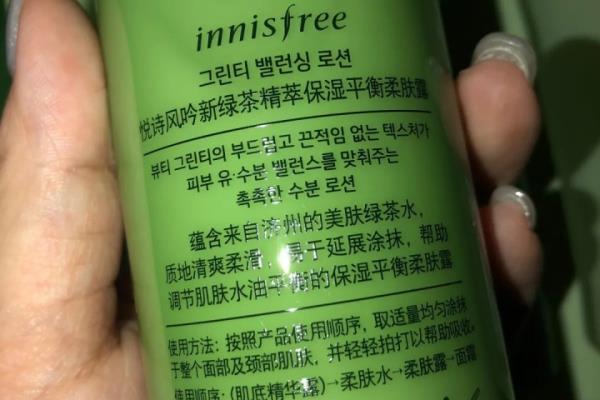 innisfree
그린티 밸런싱 로션
悦诗风吟新绿茶精萃保湿平衡柔肤露
뷰티 그린티의 부드럽고 끈적임 없는 텍스처가
피부 유·수분 밸런스를 맞춰주는
촉촉한 수분 로션
蕴含来自济州的美肤绿茶水，
质地清爽柔滑，易于延展涂抹，帮助
调节肌肤水油平衡的保湿平衡柔肤露
使用方法：按照产品使用顺序，取适量均匀涂抹
于整个面部及颈部肌肤，并轻轻拍打以帮助吸收。
使用顺序：(肌底精华露)→柔肤水→柔肤露→面霜